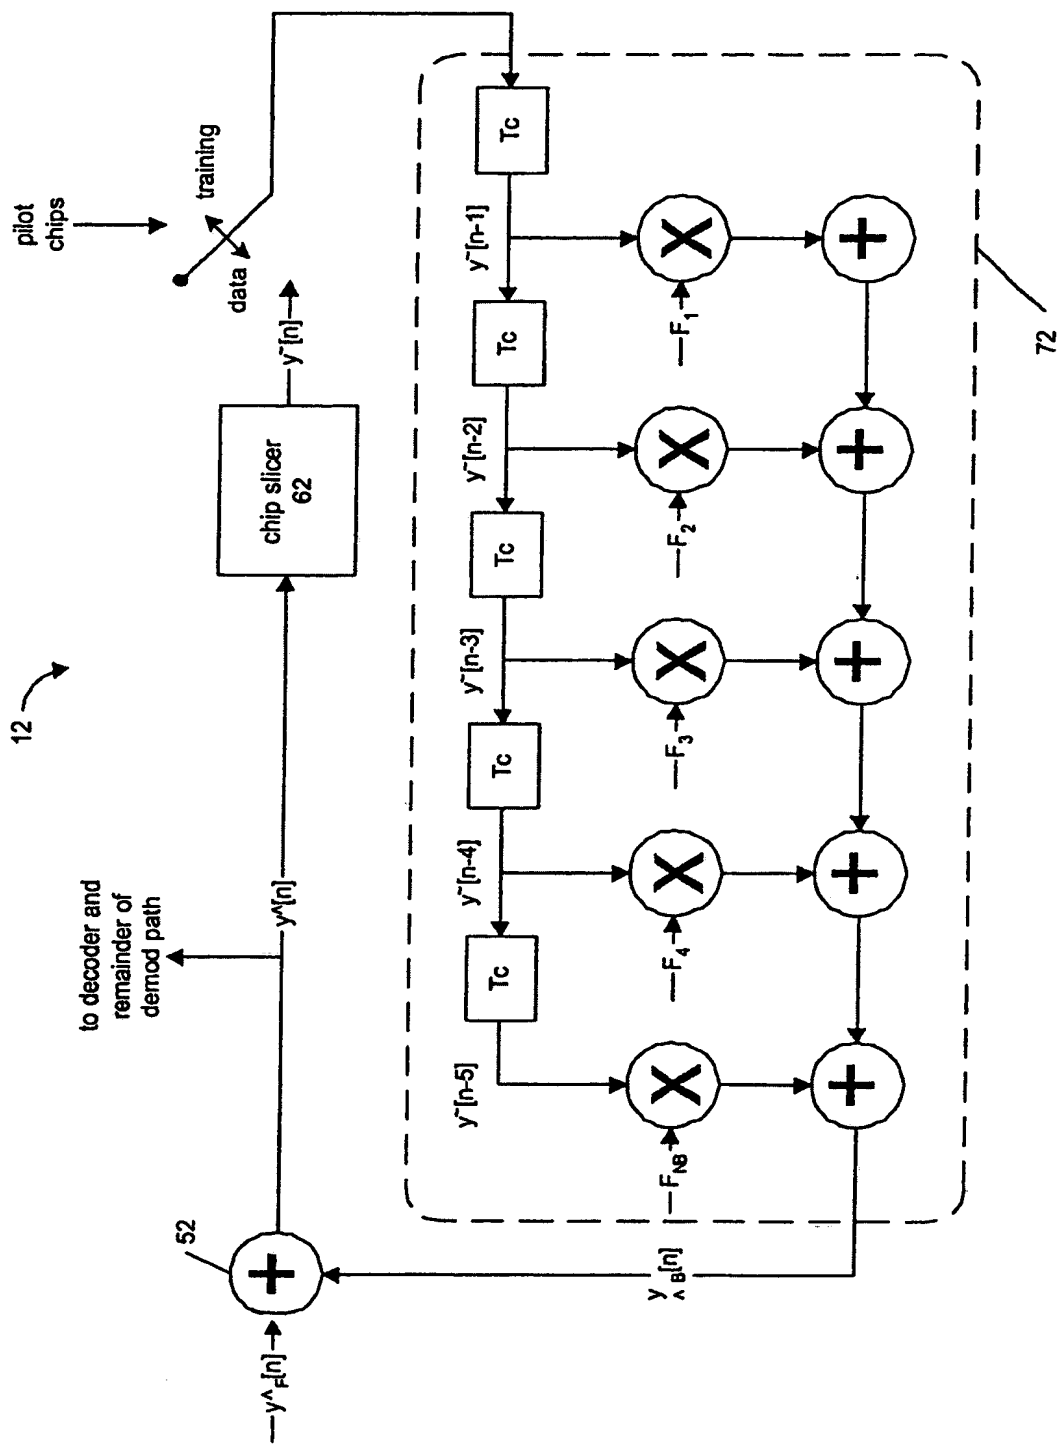 12
pilot
chips
training
data
to decoder and
remainder of
demod path
52
y^F[n]
y^[n]
chip slicer
62
y~[n]
Tc
y~[n-1]
Tc
y~[n-2]
Tc
y~[n-3]
Tc
y~[n-4]
Tc
y~[n-5]
F1
F2
F3
F4
FNB
y^B[n]
72